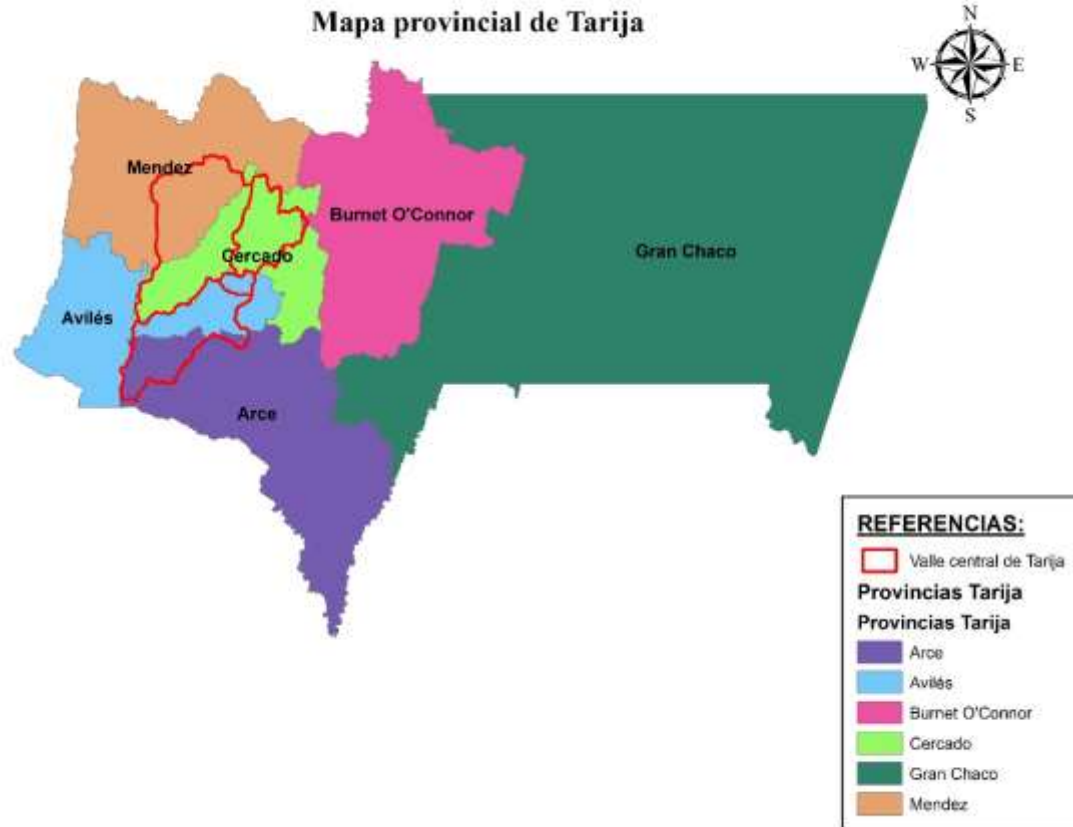 Mapa provincial de Tarija
N
W
E
S
Mendez
Burnet O'Connor
Cercado
Gran Chaco
Avilés
Arce
REFERENCIAS:
Valle central de Tarija
Provincias Tarija
Provincias Tarija
Arce
Avilés
Burnet O'Connor
Cercado
Gran Chaco
Mendez